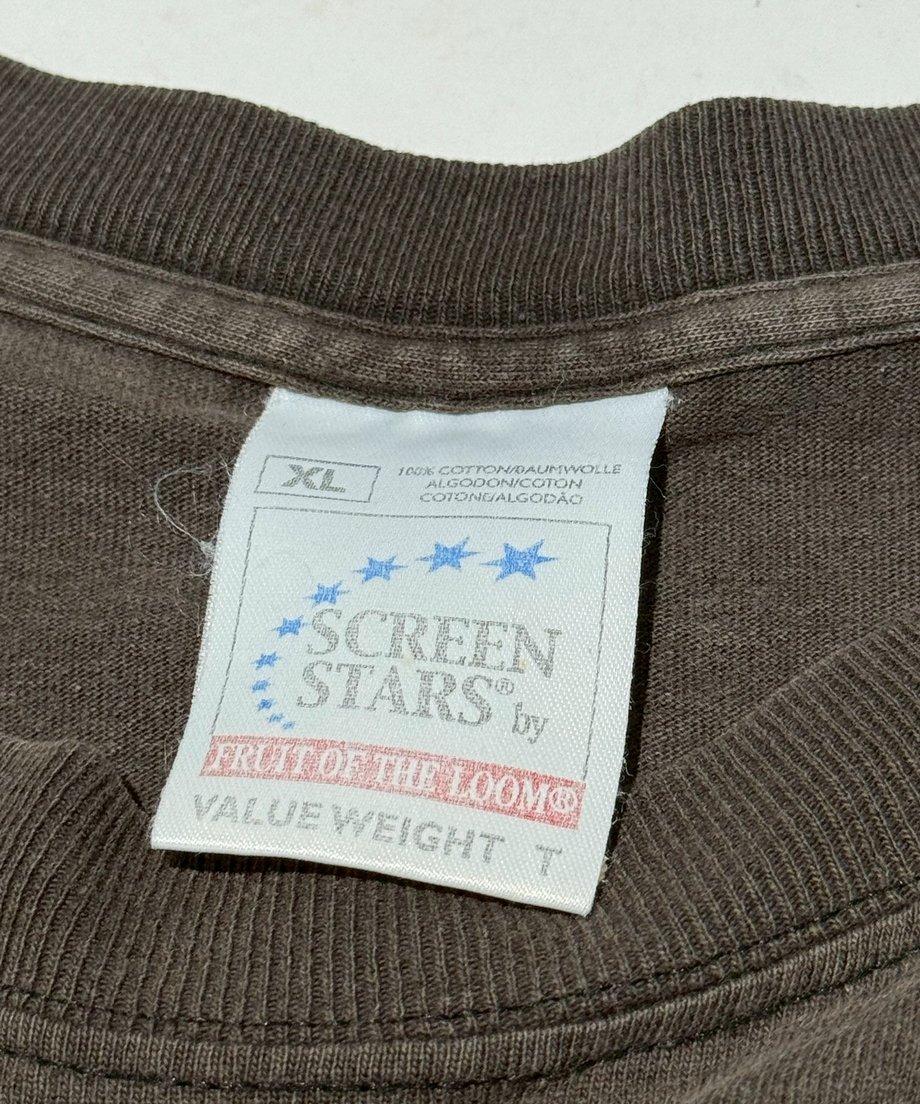 XL
100% COTTON/BAUMWOLLE
ALGODON/COTON
COTONE/ALGODÃO
SCREEN
STARS® by
FRUIT OF THE LOOM®
VALUE WEIGHT T